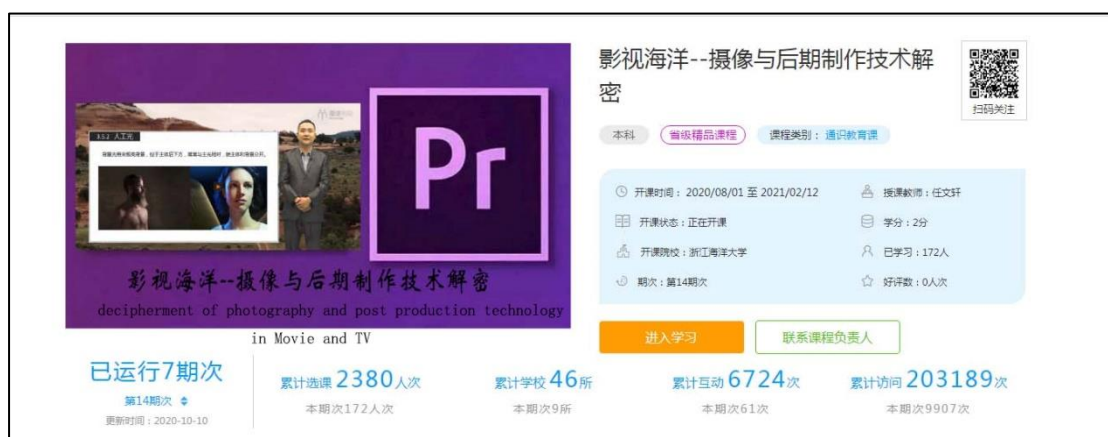 影视海洋--摄像与后期制作技术解
密
扫码关注
本科 省级精品课程 课程类别：通识教育课
开课时间：2020/08/01 至 2021/02/12 授课教师：任文轩
开课状态：正在开课 学分：2分
开课院校：浙江海洋大学 已学习：172人
期次：第14期次 好评数：0人次
进入学习 联系课程负责人
3.5.2 人工光
Pr
影视海洋--摄像与后期制作技术解密
decipherment of photography and post production technology
in Movie and TV
已运行7期次
第14期次
更新时间：2020-10-10
累计选课2380人次
本期次172人次
累计学校46所
本期次9所
累计互动6724次
本期次61次
累计访问203189次
本期次9907次